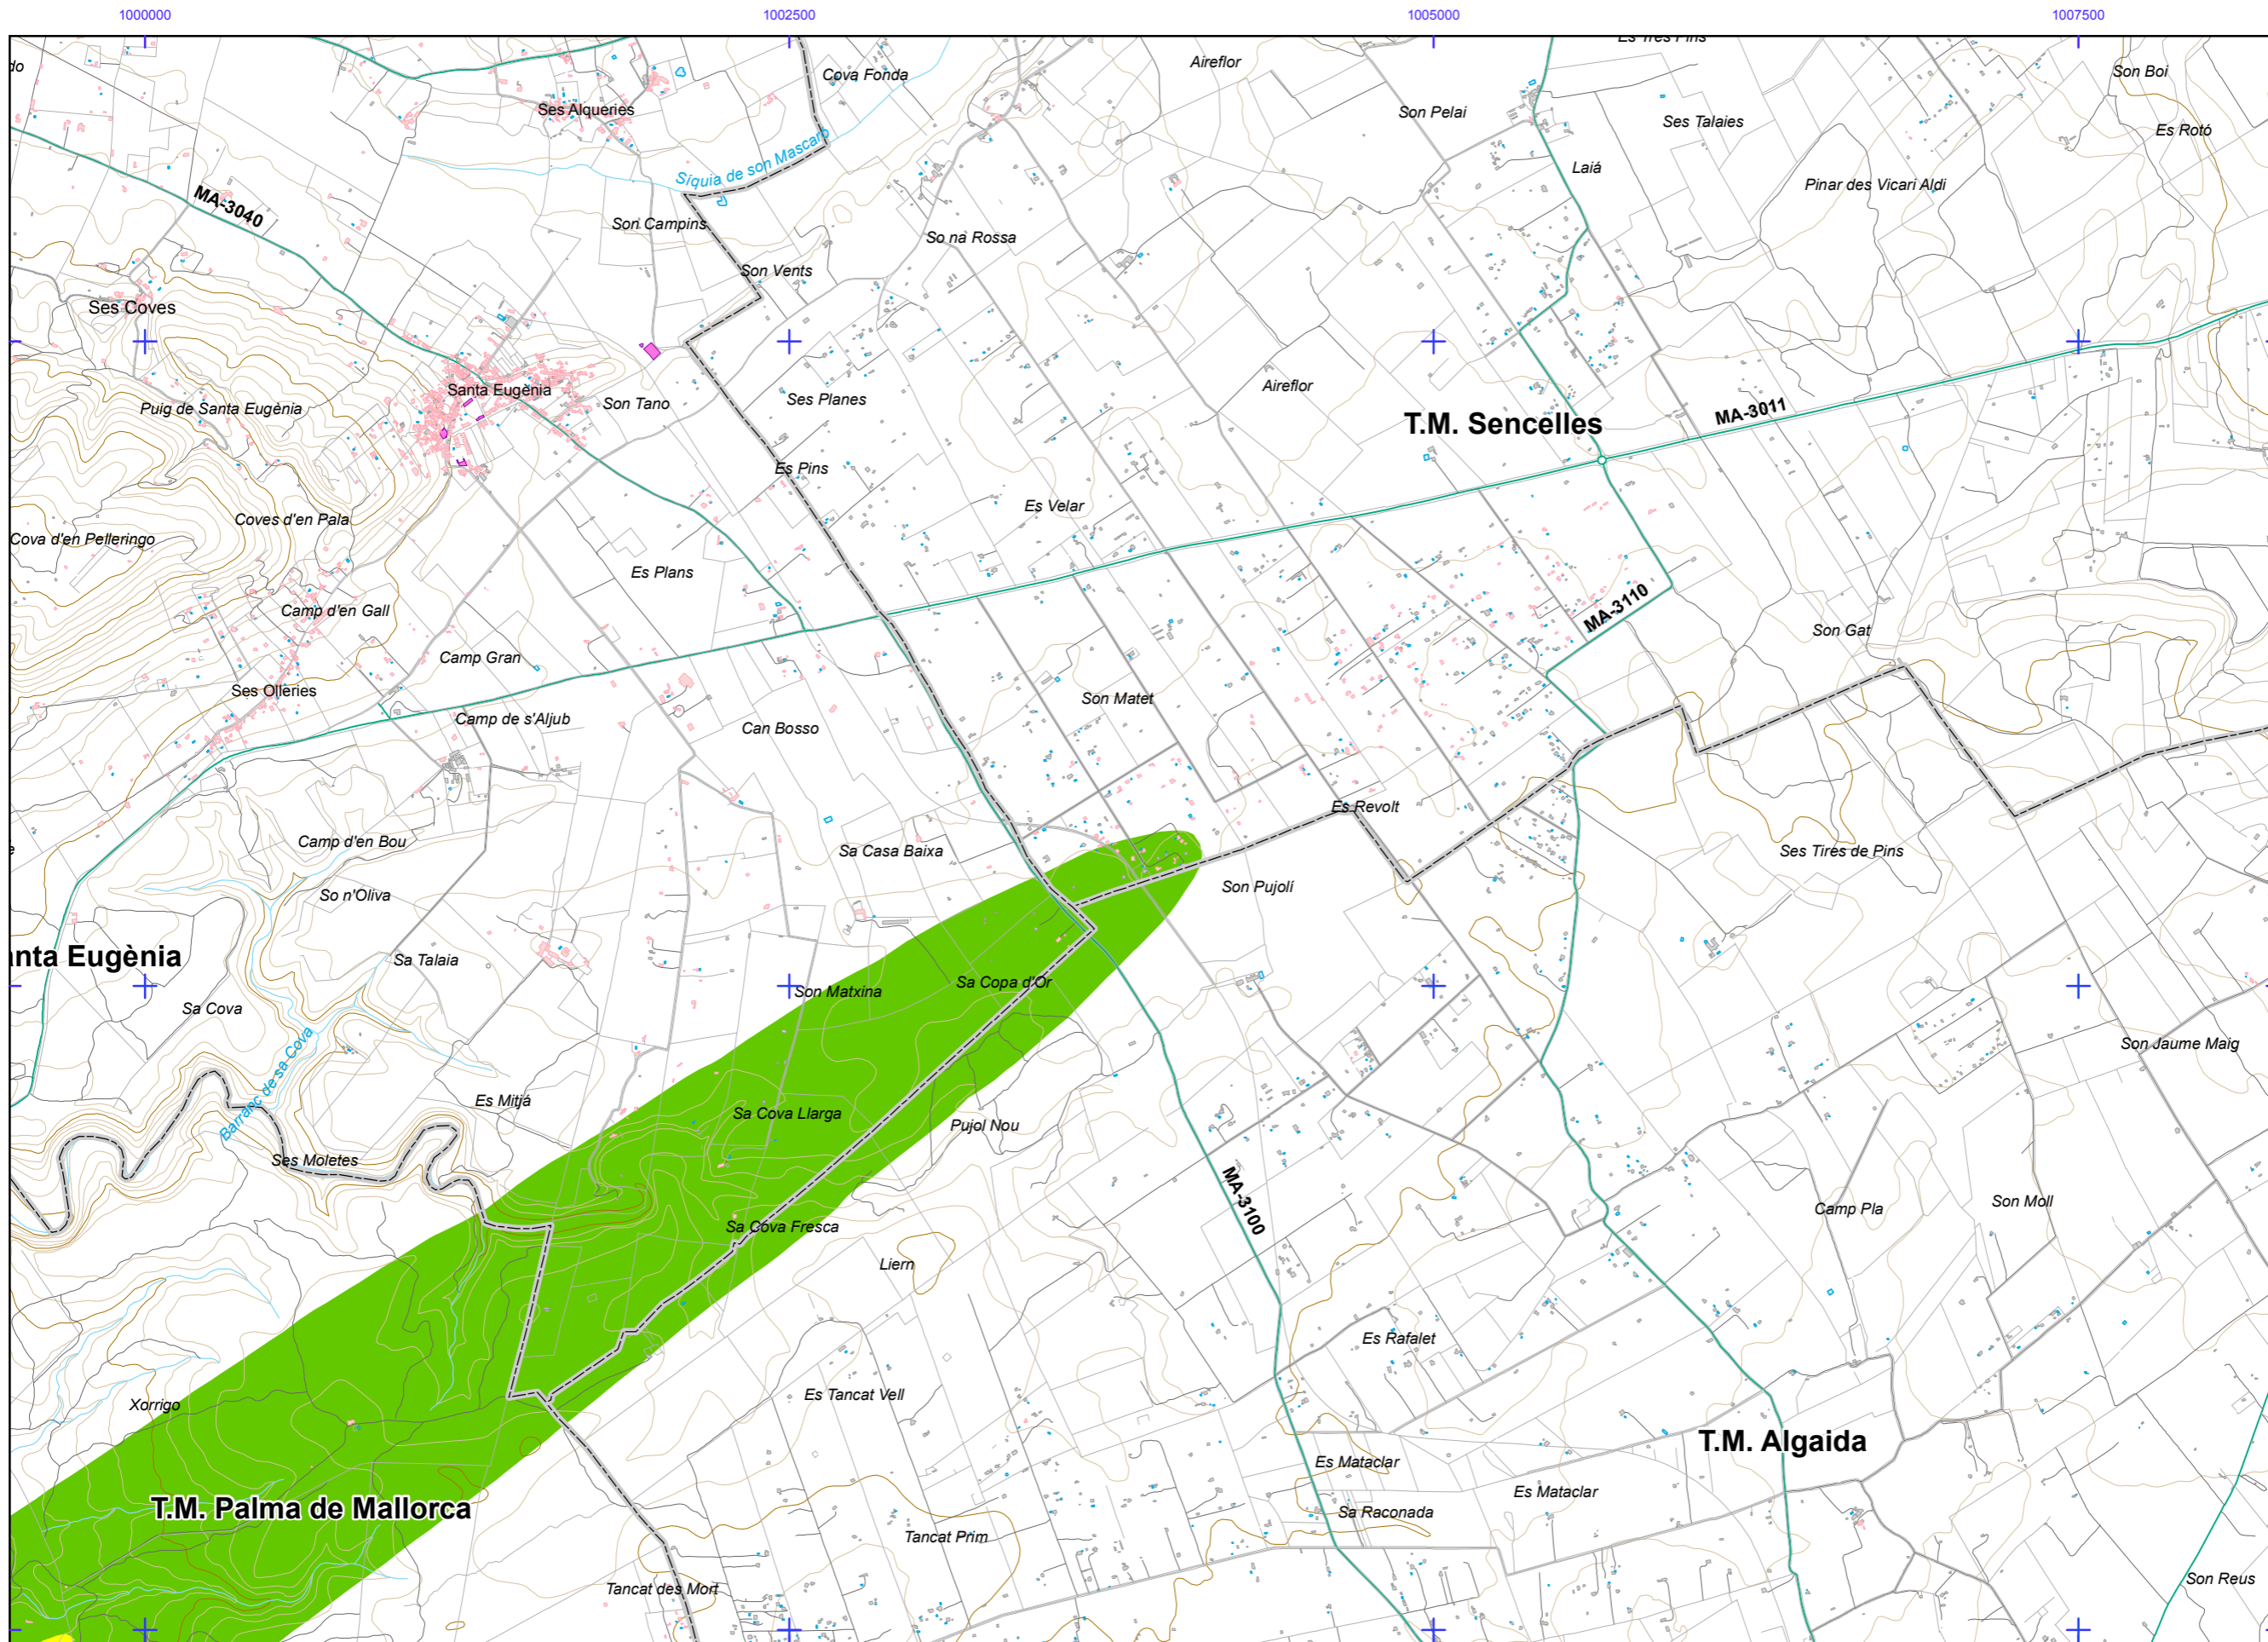 1000000
1002500
1005000
1007500
Es Tres Pins
Aireflor
Son Boi
do
Cova Fonda
Ses Alqueries
Son Pelai
Ses Talaies
Es Rotó
Síquia de son Mascaró
Laiá
Pinar des Vicari Aldi
MA-3040
Son Campins
So na Rossa
Son Vents
Ses Coves
Aireflor
Santa Eugènia
Ses Planes
Son Tano
Puig de Santa Eugènia
MA-3011
T.M. Sencelles
Es Pins
Es Velar
Coves d'en Pala
Cova d'en Pelleringo
Es Plans
MA-3110
Camp d'en Gall
Son Gat
Camp Gran
Ses Olleries
Son Matet
Camp de s'Aljub
Can Bosso
Es Revolt
Camp d'en Bou
e
Sa Casa Baixa
Ses Tires de Pins
So n'Oliva
Son Pujolí
anta Eugènia
Sa Talaia
Sa Copa d'Or
Son Matxina
Sa Cova
Son Jaume Maig
Barranc de sa Cova
Es Mitjá
Sa Cova Llarga
Pujol Nou
Ses Moletes
MA-3100
Son Moll
Camp Pla
Sa Cova Fresca
Liern
Es Rafalet
Es Tancat Vell
Xorrigo
T.M. Algaida
Es Mataclar
Es Mataclar
T.M. Palma de Mallorca
Sa Raconada
Tancat Prim
Son Reus
Tancat des Mort